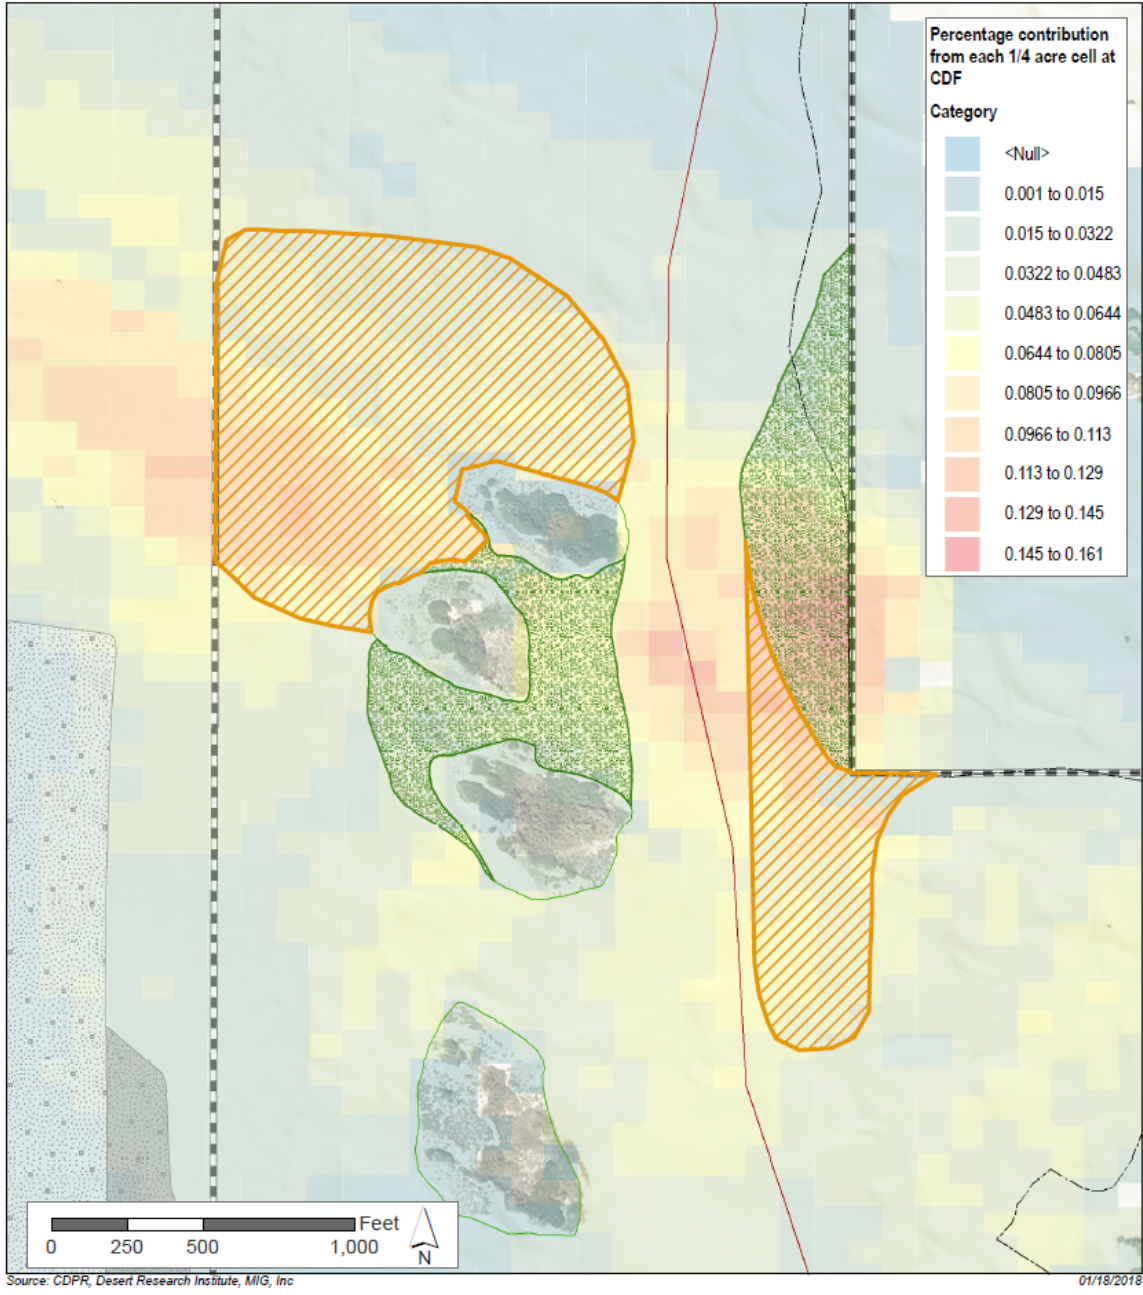 Percentage contribution
from each 1/4 acre cell at
CDF
Category
<Null>
0.001 to 0.015
0.015 to 0.0322
0.0322 to 0.0483
0.0483 to 0.0644
0.0644 to 0.0805
0.0805 to 0.0966
0.0966 to 0.113
0.113 to 0.129
0.129 to 0.145
0.145 to 0.161
Feet
0 250 500 1,000
N
Source: CDPR, Desert Research Institute, MIG, Inc
01/18/2018